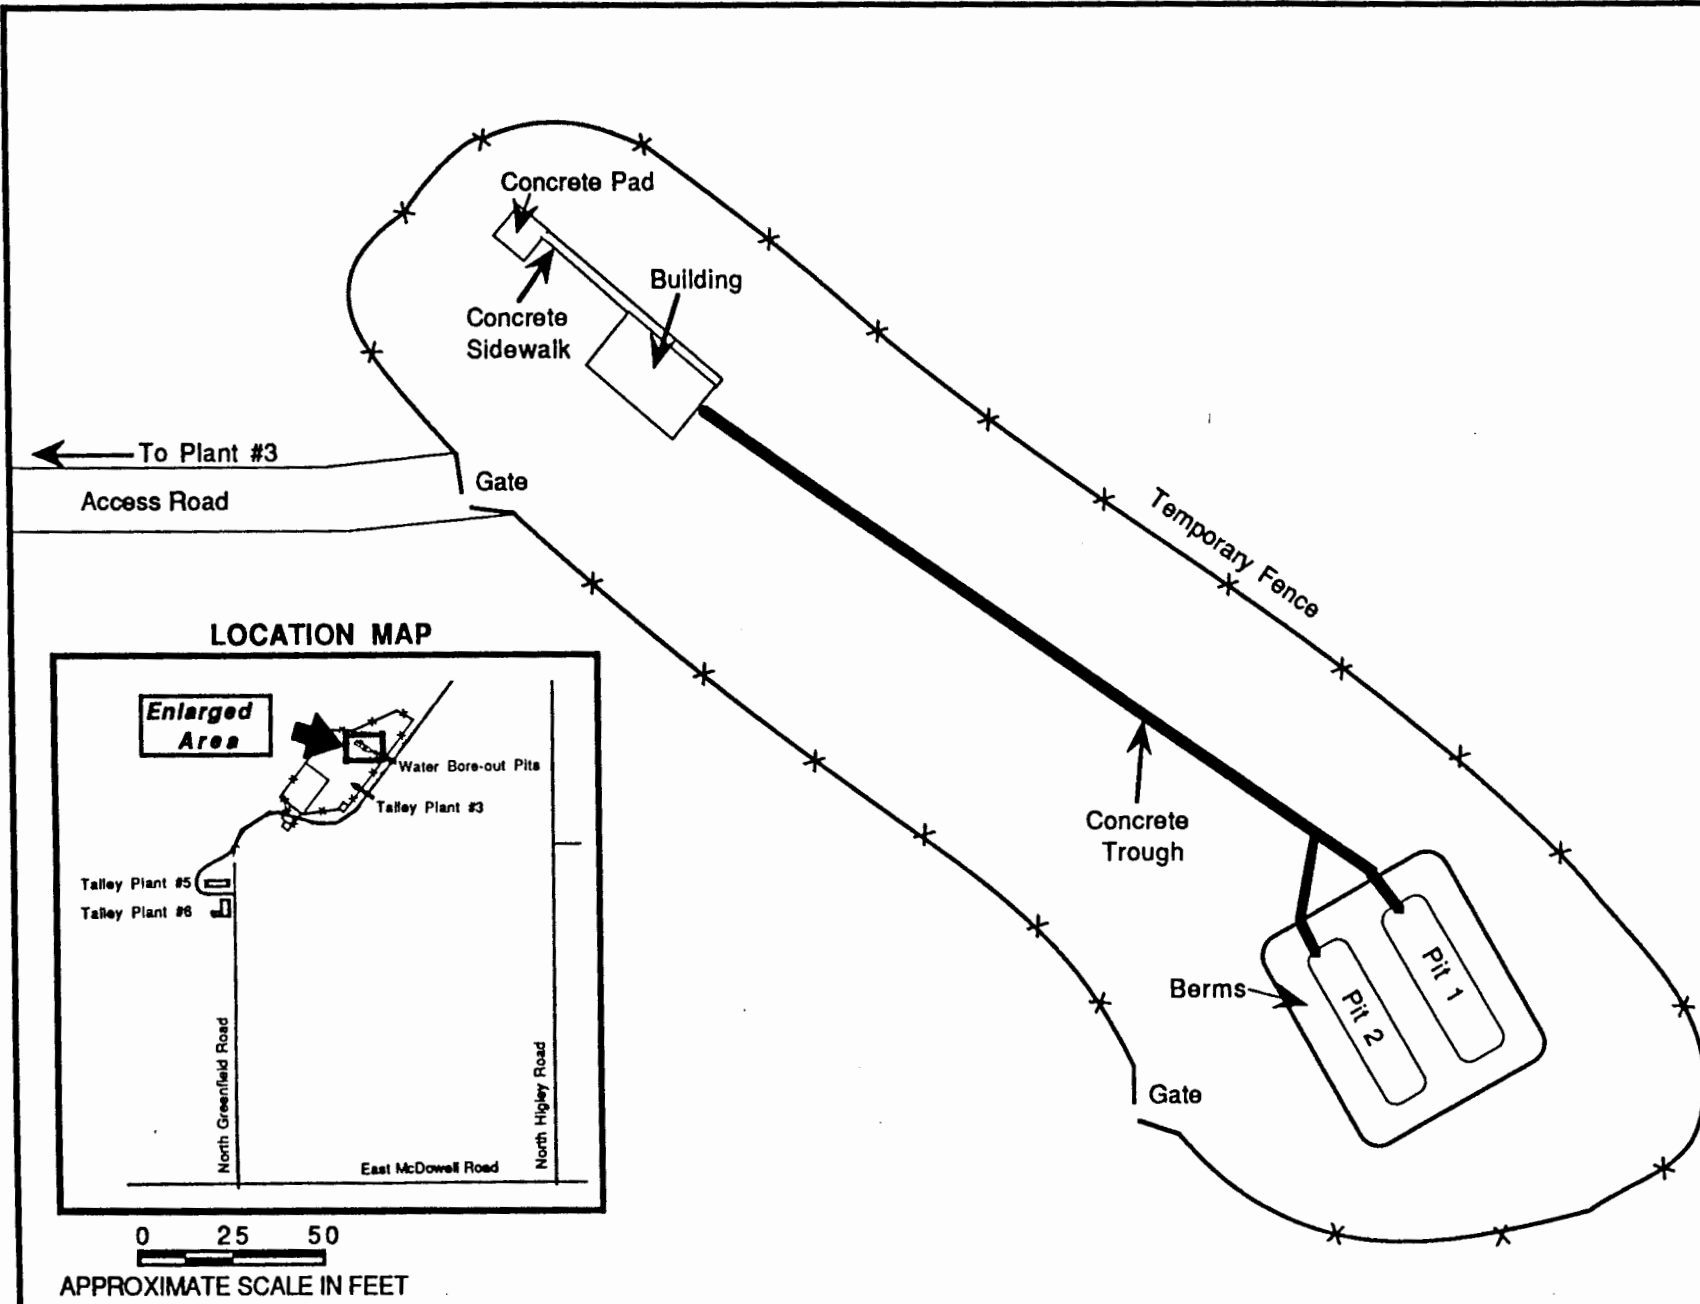 Concrete Pad
Building
Concrete
Sidewalk
To Plant #3
Gate
Access Road
Temporary Fence
LOCATION MAP
Enlarged
Area
Water Bore-out Pits
Talley Plant #3
Talley Plant #5
Talley Plant #6
North Greenfield Road
North Higley Road
East McDowell Road
Concrete
Trough
Berms
Pit 1
Pit 2
Gate
0 25 50
APPROXIMATE SCALE IN FEET